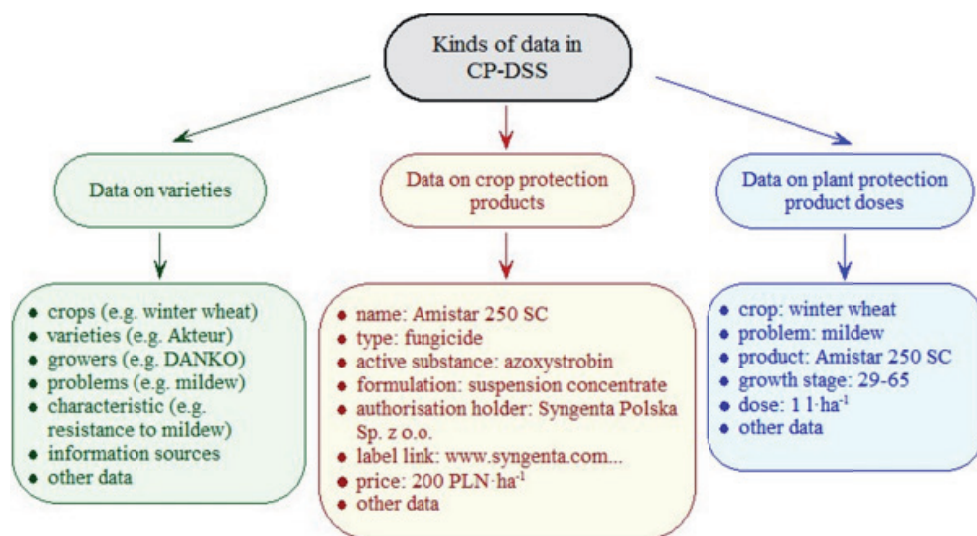 Kinds of data in
CP-DSS
Data on varieties
Data on crop protection
products
Data on plant protection
product doses
● crops (e.g. winter wheat)
● varieties (e.g. Akteur)
● growers (e.g. DANKO)
● problems (e.g. mildew)
● characteristic (e.g.
resistance to mildew)
● information sources
● other data
● name: Amistar 250 SC
● type: fungicide
● active substance: azoxystrobin
● formulation: suspension concentrate
● authorisation holder: Syngenta Polska
Sp. z o.o.
● label link: www.syngenta.com...
● price: 200 PLN·ha⁻¹
● other data
● crop: winter wheat
● problem: mildew
● product: Amistar 250 SC
● growth stage: 29-65
● dose: 1 l·ha⁻¹
● other data